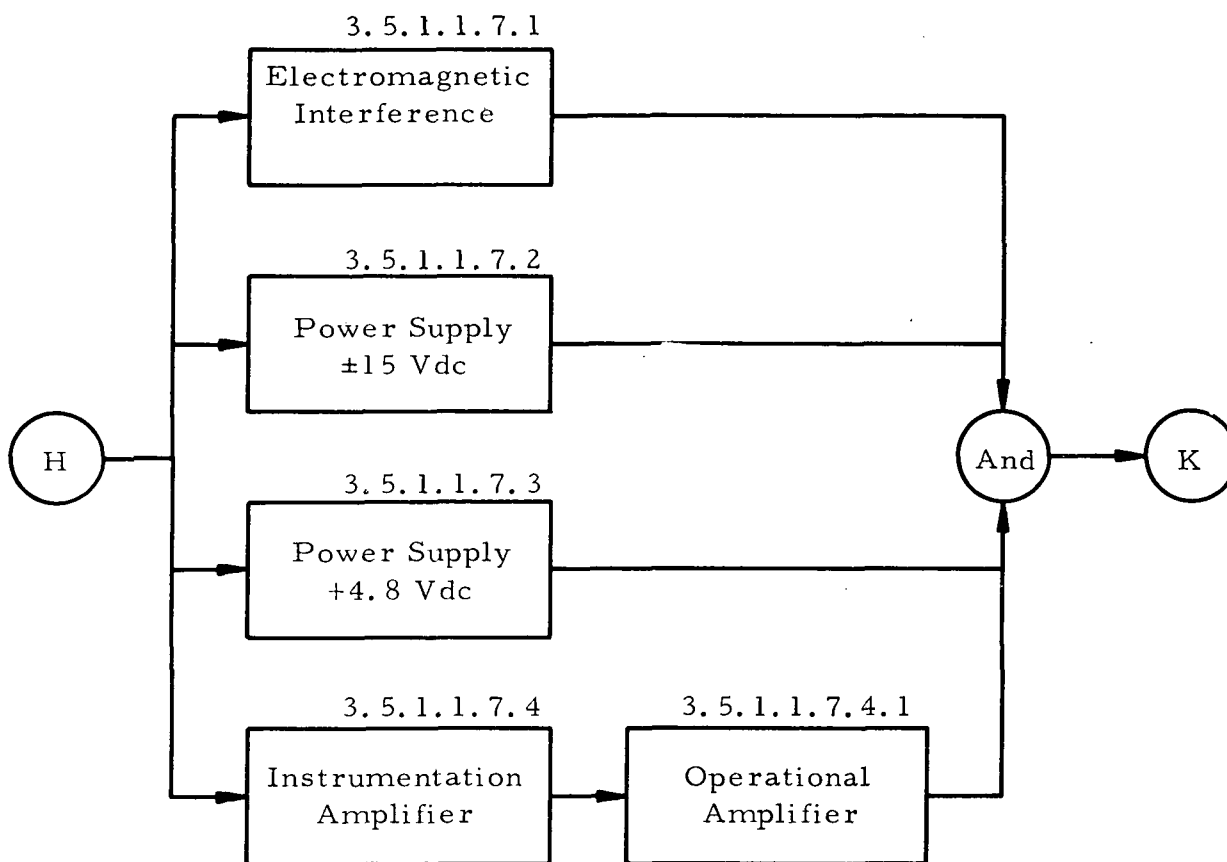 3.5.1.1.7.1
Electromagnetic
Interference
3.5.1.1.7.2
Power Supply
±15 Vdc
H
And
K
3.5.1.1.7.3
Power Supply
+4.8 Vdc
3.5.1.1.7.4
Instrumentation
Amplifier
3.5.1.1.7.4.1
Operational
Amplifier